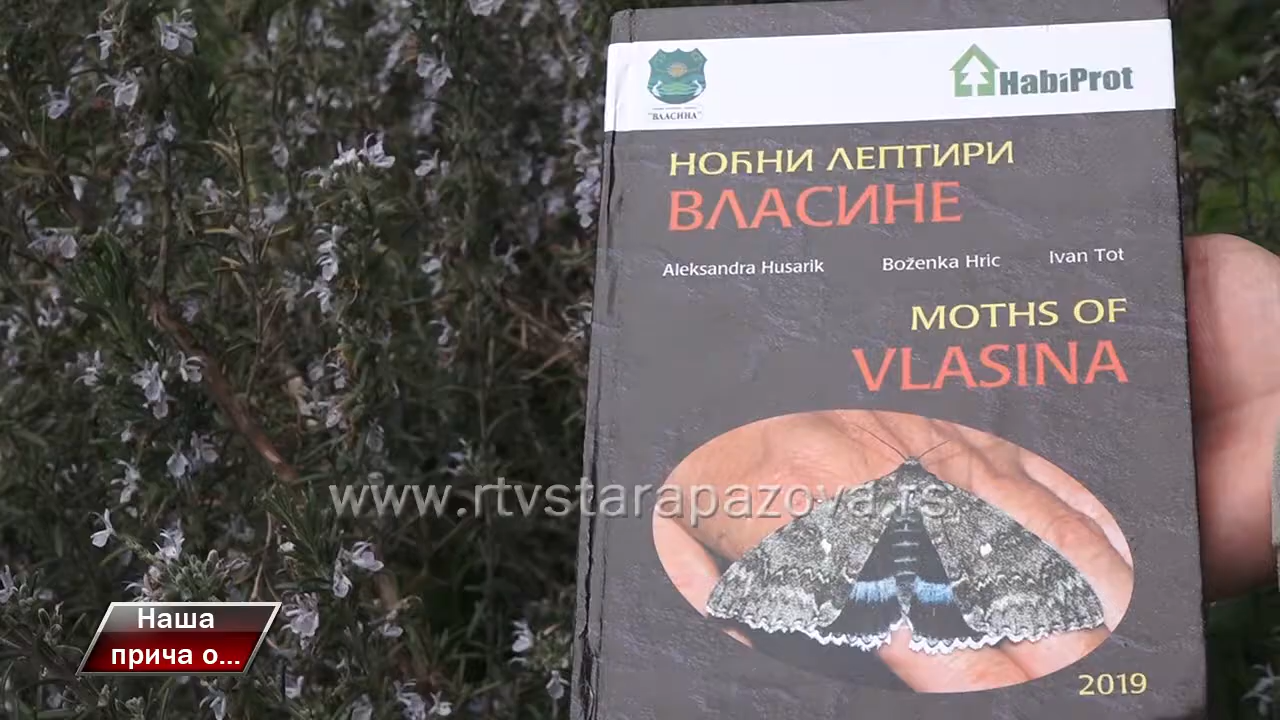 "ВЛАСИНА"
HabiProt
НОЋНИ ЛЕПТИРИ
ВЛАСИНЕ
Aleksandra Husarik Boženka Hric Ivan Tot
MOTHS OF
VLASINA
www.rtvstarapazova.rs
Наша
прича о...
2019